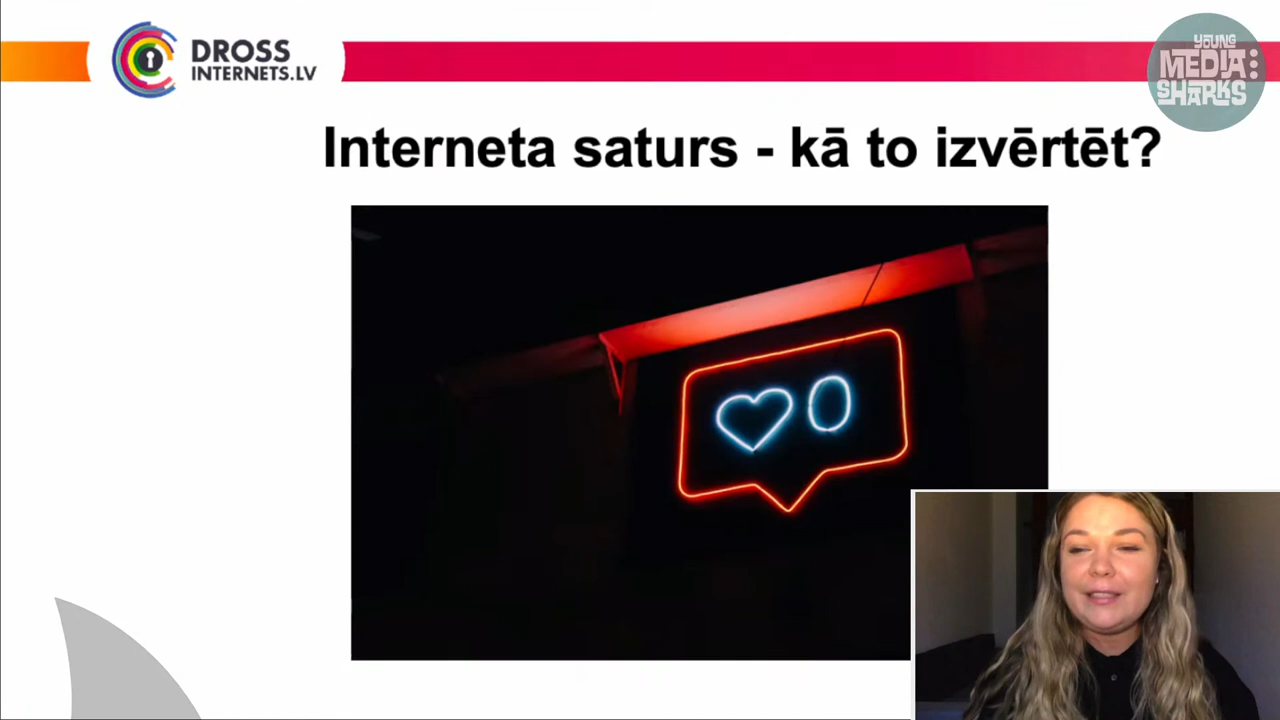 DROSS
INTERNETS.LV
YOUNG
MEDIA:
SHARKS
Interneta saturs - kā to izvērtēt?
0